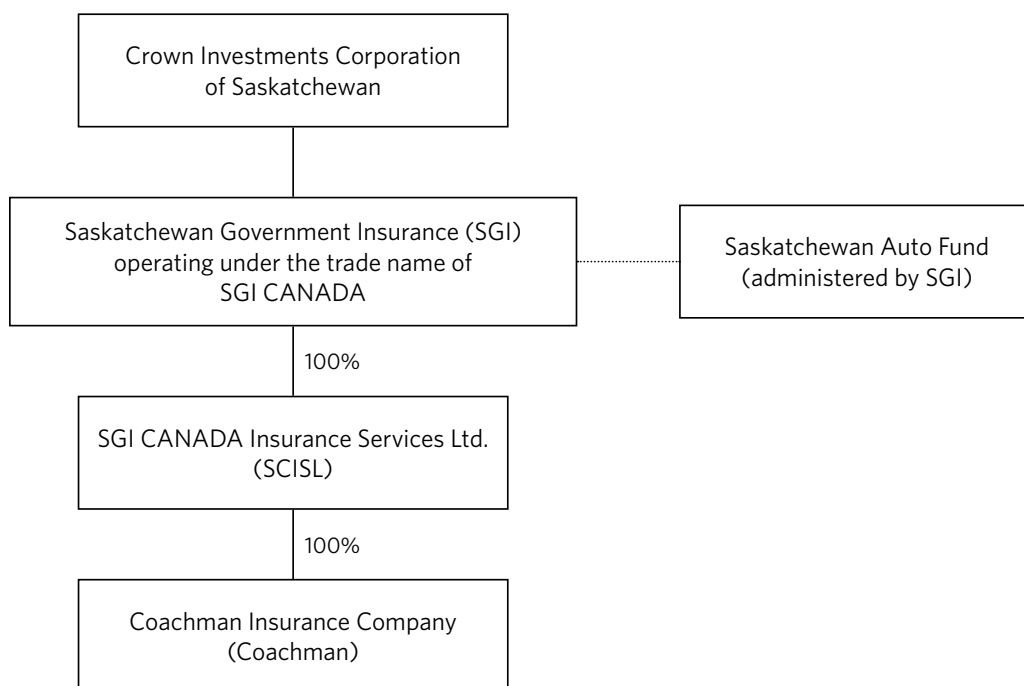 Crown Investments Corporation
of Saskatchewan
Saskatchewan Government Insurance (SGI)
operating under the trade name of
SGI CANADA
Saskatchewan Auto Fund
(administered by SGI)
100%
SGI CANADA Insurance Services Ltd.
(SCISL)
100%
Coachman Insurance Company
(Coachman)